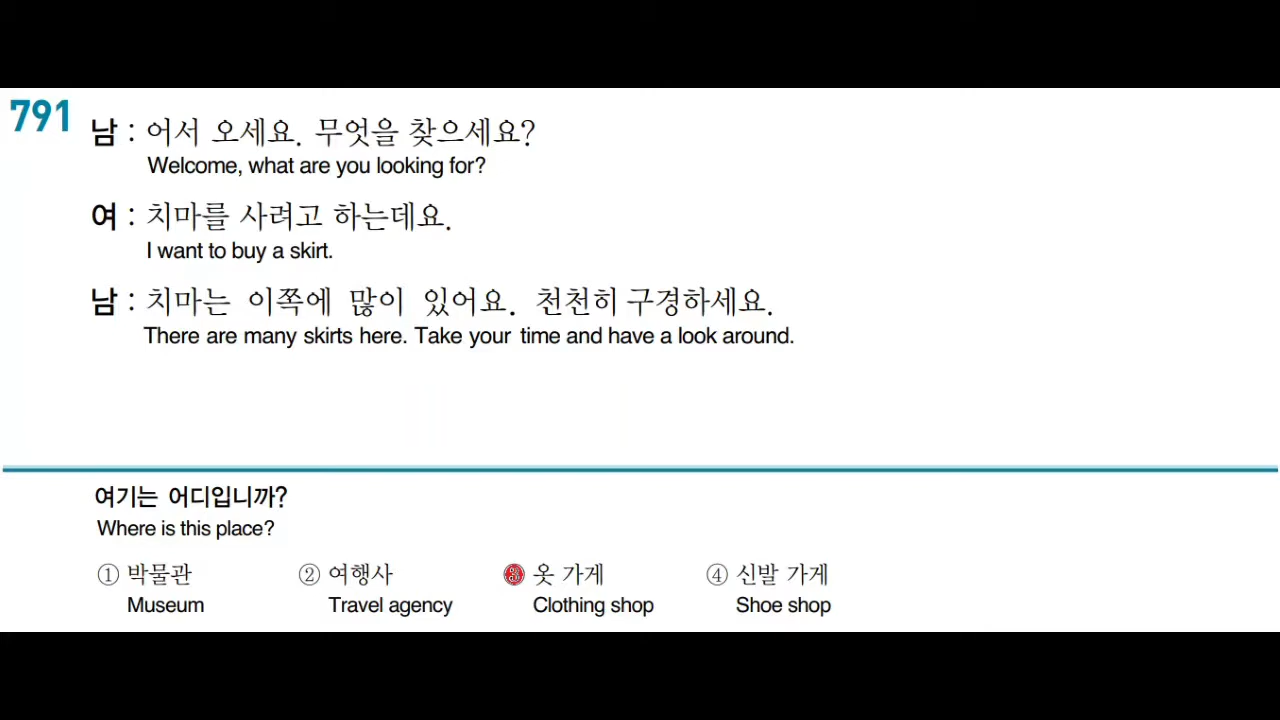 791
남 : 어서 오세요. 무엇을 찾으세요?
Welcome, what are you looking for?
여 : 치마를 사려고 하는데요.
I want to buy a skirt.
남 : 치마는 이쪽에 많이 있어요. 천천히 구경하세요.
There are many skirts here. Take your time and have a look around.
여기는 어디입니까?
Where is this place?
① 박물관 ② 여행사 ③ 옷 가게 ④ 신발 가게
Museum Travel agency Clothing shop Shoe shop